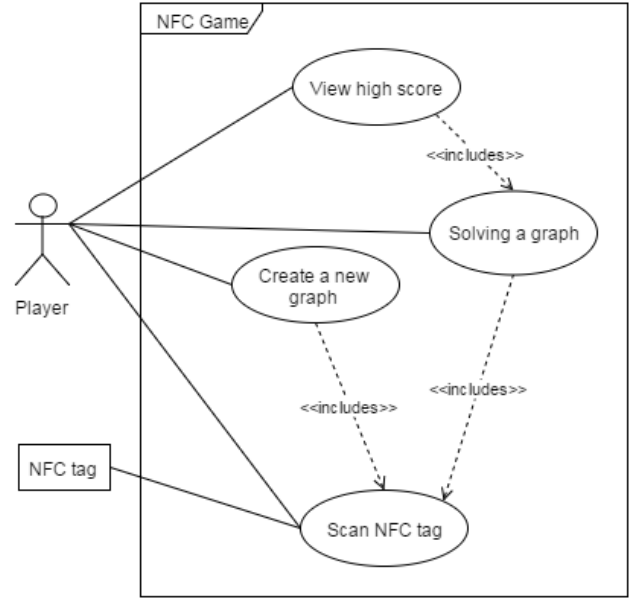 NFC Game
View high score
<<includes>>
Solving a graph
Create a new
graph
Player
<<includes>>
<<includes>>
NFC tag
Scan NFC tag